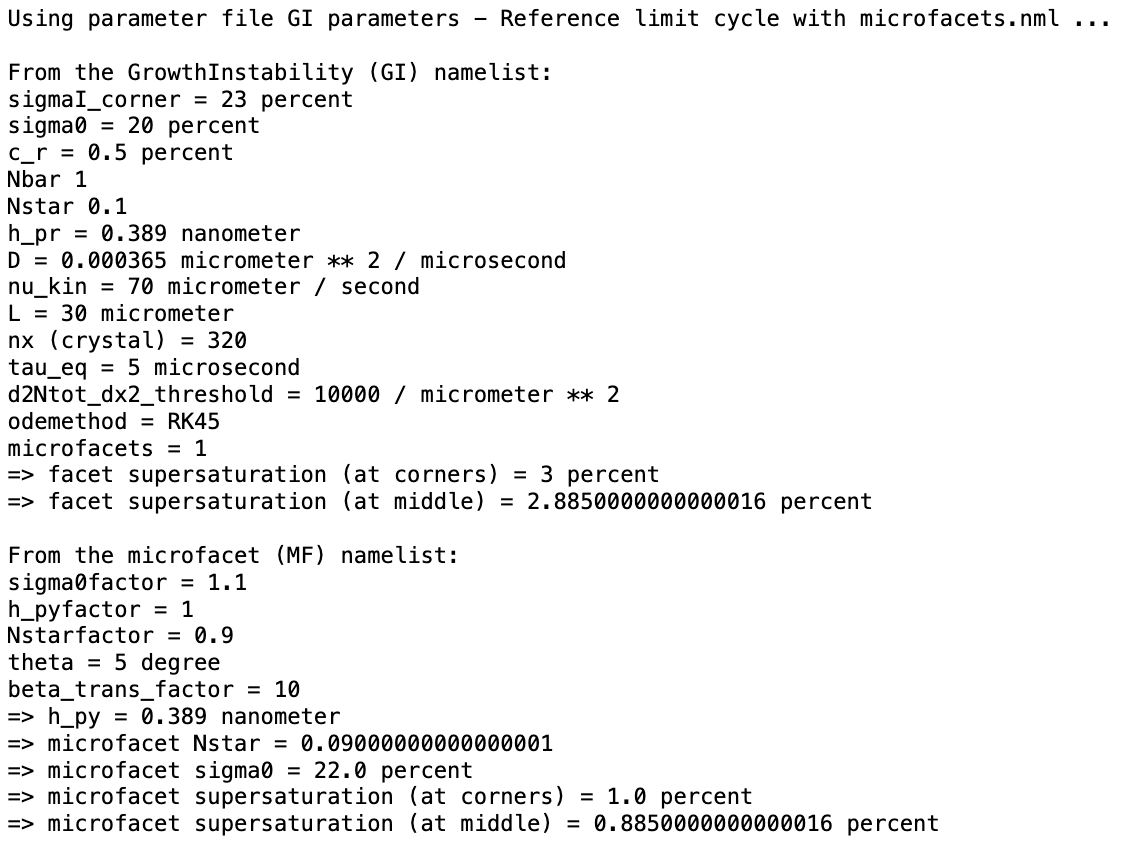 Using parameter file GI parameters - Reference limit cycle with microfacets.nml ...
From the GrowthInstability (GI) namelist:
sigmaI_corner = 23 percent
sigma0 = 20 percent
c_r = 0.5 percent
Nbar 1
Nstar 0.1
h_pr = 0.389 nanometer
D = 0.000365 micrometer ** 2 / microsecond
nu_kin = 70 micrometer / second
L = 30 micrometer
nx (crystal) = 320
tau_eq = 5 microsecond
d2Ntot_dx2_threshold = 10000 / micrometer ** 2
odemethod = RK45
microfacets = 1
=> facet supersaturation (at corners) = 3 percent
=> facet supersaturation (at middle) = 2.8850000000000016 percent
From the microfacet (MF) namelist:
sigma0factor = 1.1
h_pyfactor = 1
Nstarfactor = 0.9
theta = 5 degree
beta_trans_factor = 10
=> h_py = 0.389 nanometer
=> microfacet Nstar = 0.09000000000000001
=> microfacet sigma0 = 22.0 percent
=> microfacet supersaturation (at corners) = 1.0 percent
=> microfacet supersaturation (at middle) = 0.8850000000000016 percent